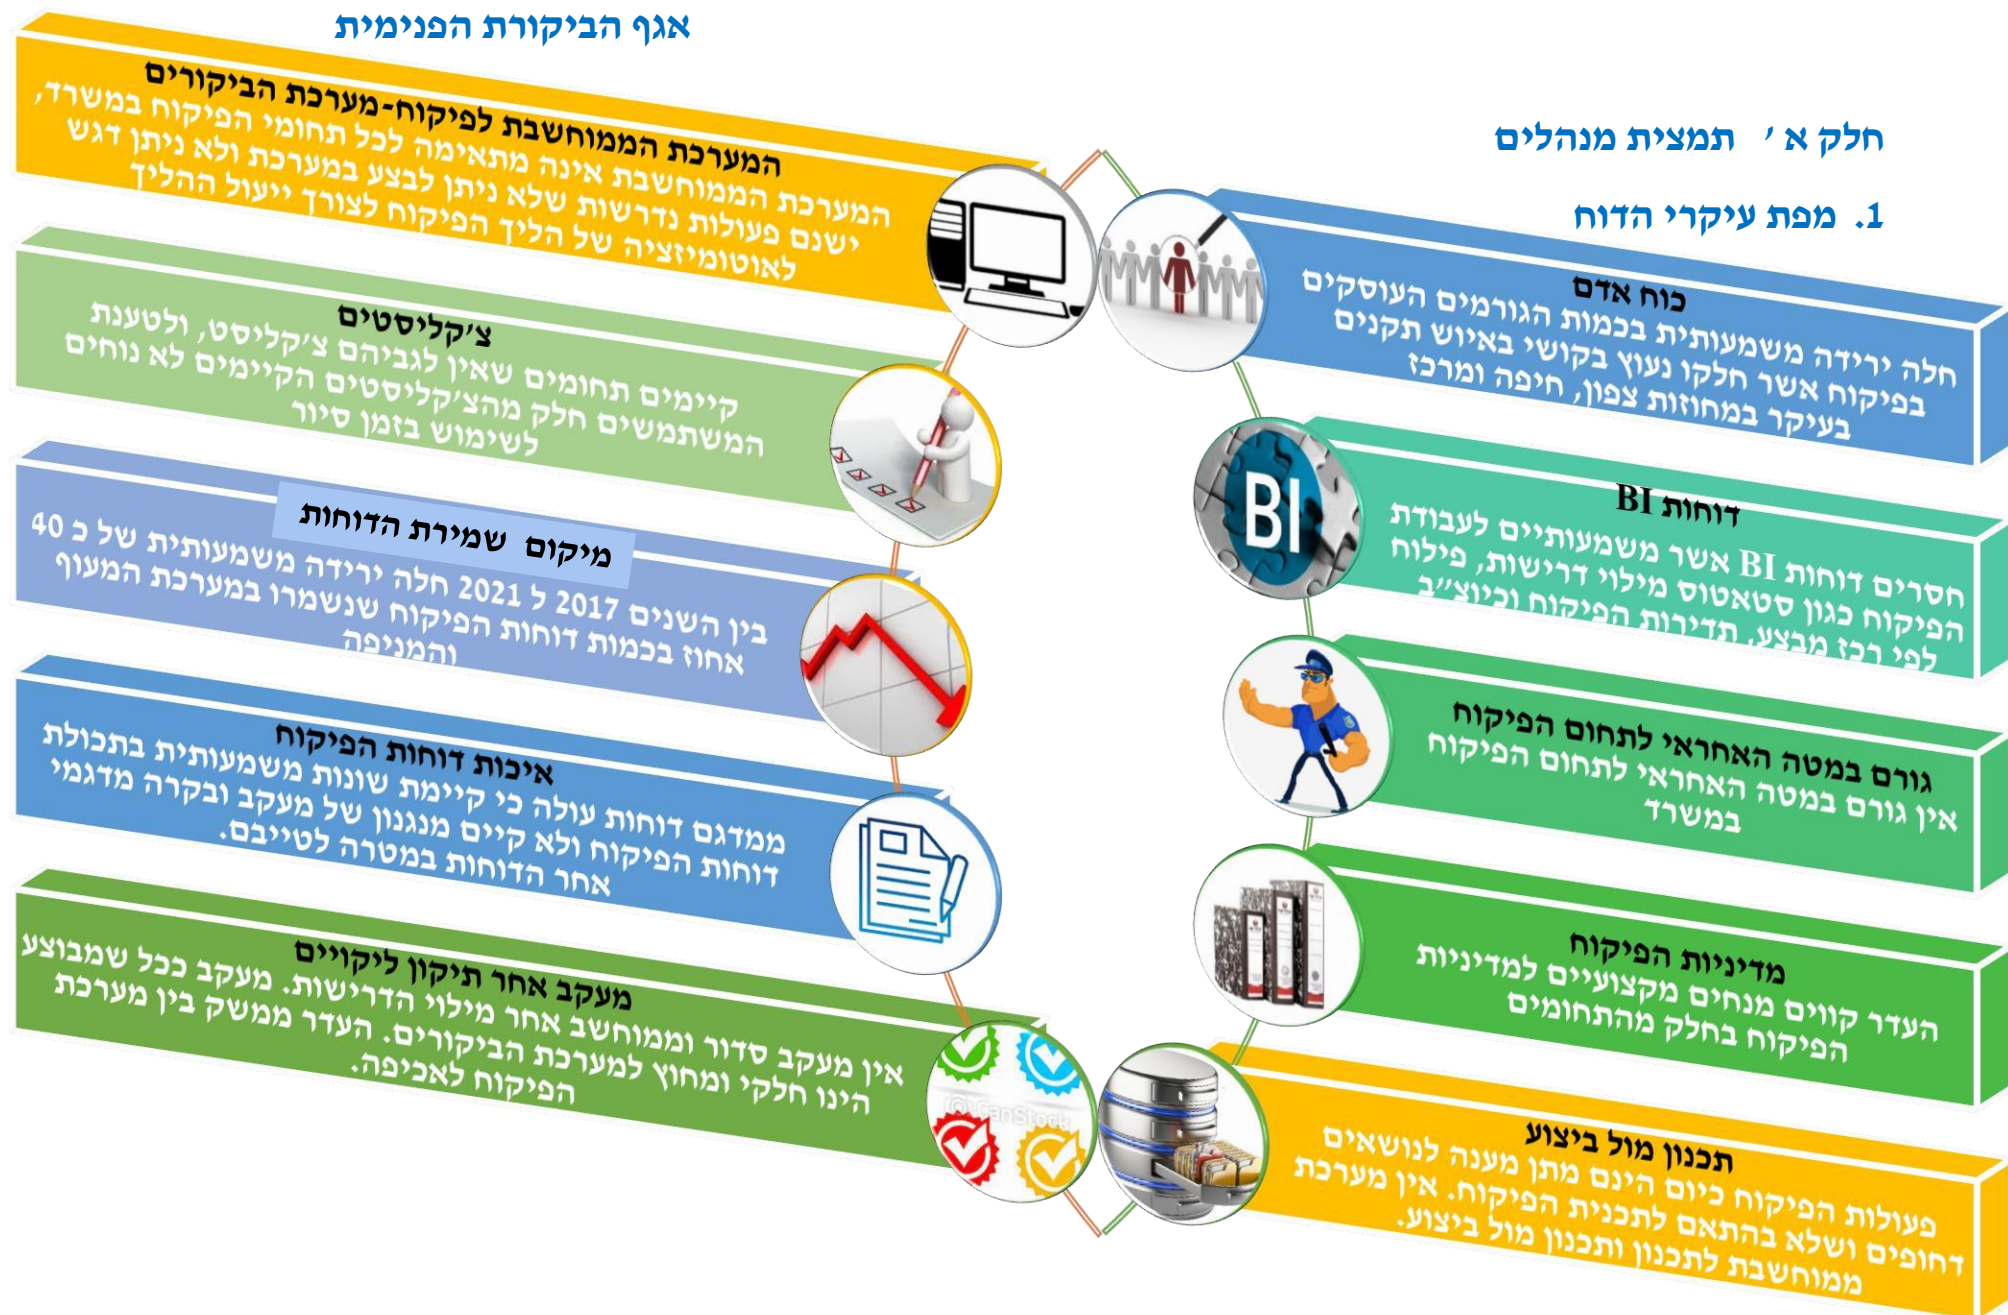 אגף הביקורת הפנימית
חלק א ' תמצית מנהלים
1. מפת עיקרי הדוח
כוח אדם
חלה ירידה משמעותית בכמות הגורמים העוסקים
בפיקוח אשר חלקו נעוץ בקושי באיוש תקנים
בעיקר במחוזות צפון, חיפה ומרכז
דוחות BI
חסרים דוחות BI אשר משמעותיים לעבודת
הפיקוח כגון סטאטוס מילוי דרישות, פילוח
לפי רכז מבצע, תדירות הפיקוח וכיוצ״ב
גורם במטה האחראי לתחום הפיקוח
אין גורם במטה האחראי לתחום הפיקוח
במשרד
מדיניות הפיקוח
העדר קווים מנחים מקצועיים למדיניות
הפיקוח בחלק מהתחומים
תכנון מול ביצוע
פעולות הפיקוח כיום הינם מתן מענה לנושאים
דחופים ושלא בהתאם לתכנית הפיקוח. אין מערכת
ממוחשבת לתכנון ותכנון מול ביצוע.
המערכת הממוחשבת לפיקוח-מערכת הביקורים
המערכת הממוחשבת אינה מתאימה לכל תחומי הפיקוח במשרד,
ישנם פעולות נדרשות שלא ניתן לבצע במערכת ולא ניתן דגש
לאוטומיזציה של הליך הפיקוח לצורך ייעול ההליך
צ׳קליסטים
קיימים תחומים שאין לגביהם צ׳קליסט, ולטענת
המשתמשים חלק מהצ׳קליסטים הקיימים לא נוחים
לשימוש בזמן סיור
מיקום שמירת הדוחות
בין השנים 2017 ל 2021 חלה ירידה משמעותית של כ 40
אחוז בכמות דוחות הפיקוח שנשמרו במערכת המעוף
והמניפה
איכות דוחות הפיקוח
ממדגם דוחות עולה כי קיימת שונות משמעותית בתכולת
דוחות הפיקוח ולא קיים מנגנון של מעקב ובקרה מדגמי
אחר הדוחות במטרה לטייבם.
מעקב אחר תיקון ליקויים
אין מעקב סדור וממוחשב אחר מילוי הדרישות. מעקב ככל שמבוצע
הינו חלקי ומחוץ למערכת הביקורים. העדר ממשק בין מערכת
הפיקוח לאכיפה.
BI
© CanStock